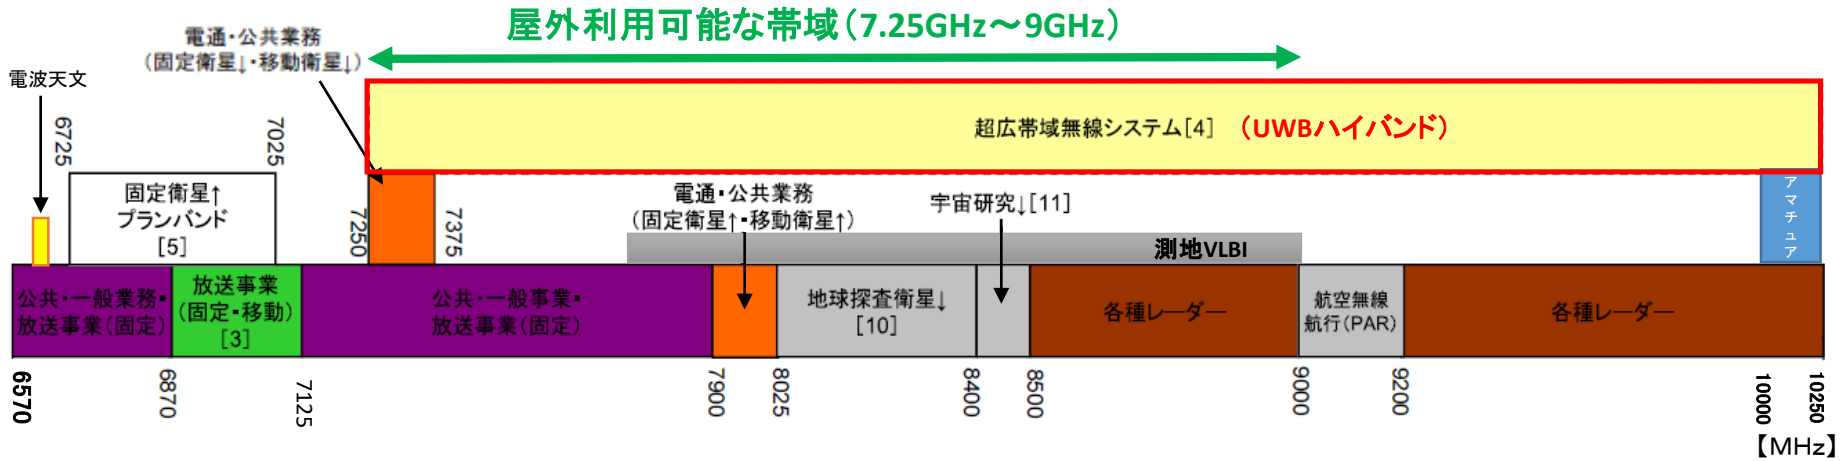 屋外利用可能な帯域（7.25GHz～9GHz）
電通・公共業務
（固定衛星↓・移動衛星↓）
電波天文
超広帯域無線システム[4] （UWBハイバンド）
6725
7025
固定衛星↑
プランバンド
[5]
7250
7375
電通・公共業務
（固定衛星↑・移動衛星↑）
宇宙研究↓[11]
測地VLBI
アマチュア
公共・一般業務・
放送事業（固定）
放送事業
（固定・移動）
[3]
公共・一般事業・
放送事業（固定）
地球探査衛星↓
[10]
各種レーダー
航空無線
航行（PAR）
各種レーダー
6570
6870
7125
7900
8025
8400
8500
9000
9200
10000
10250
【MHz】